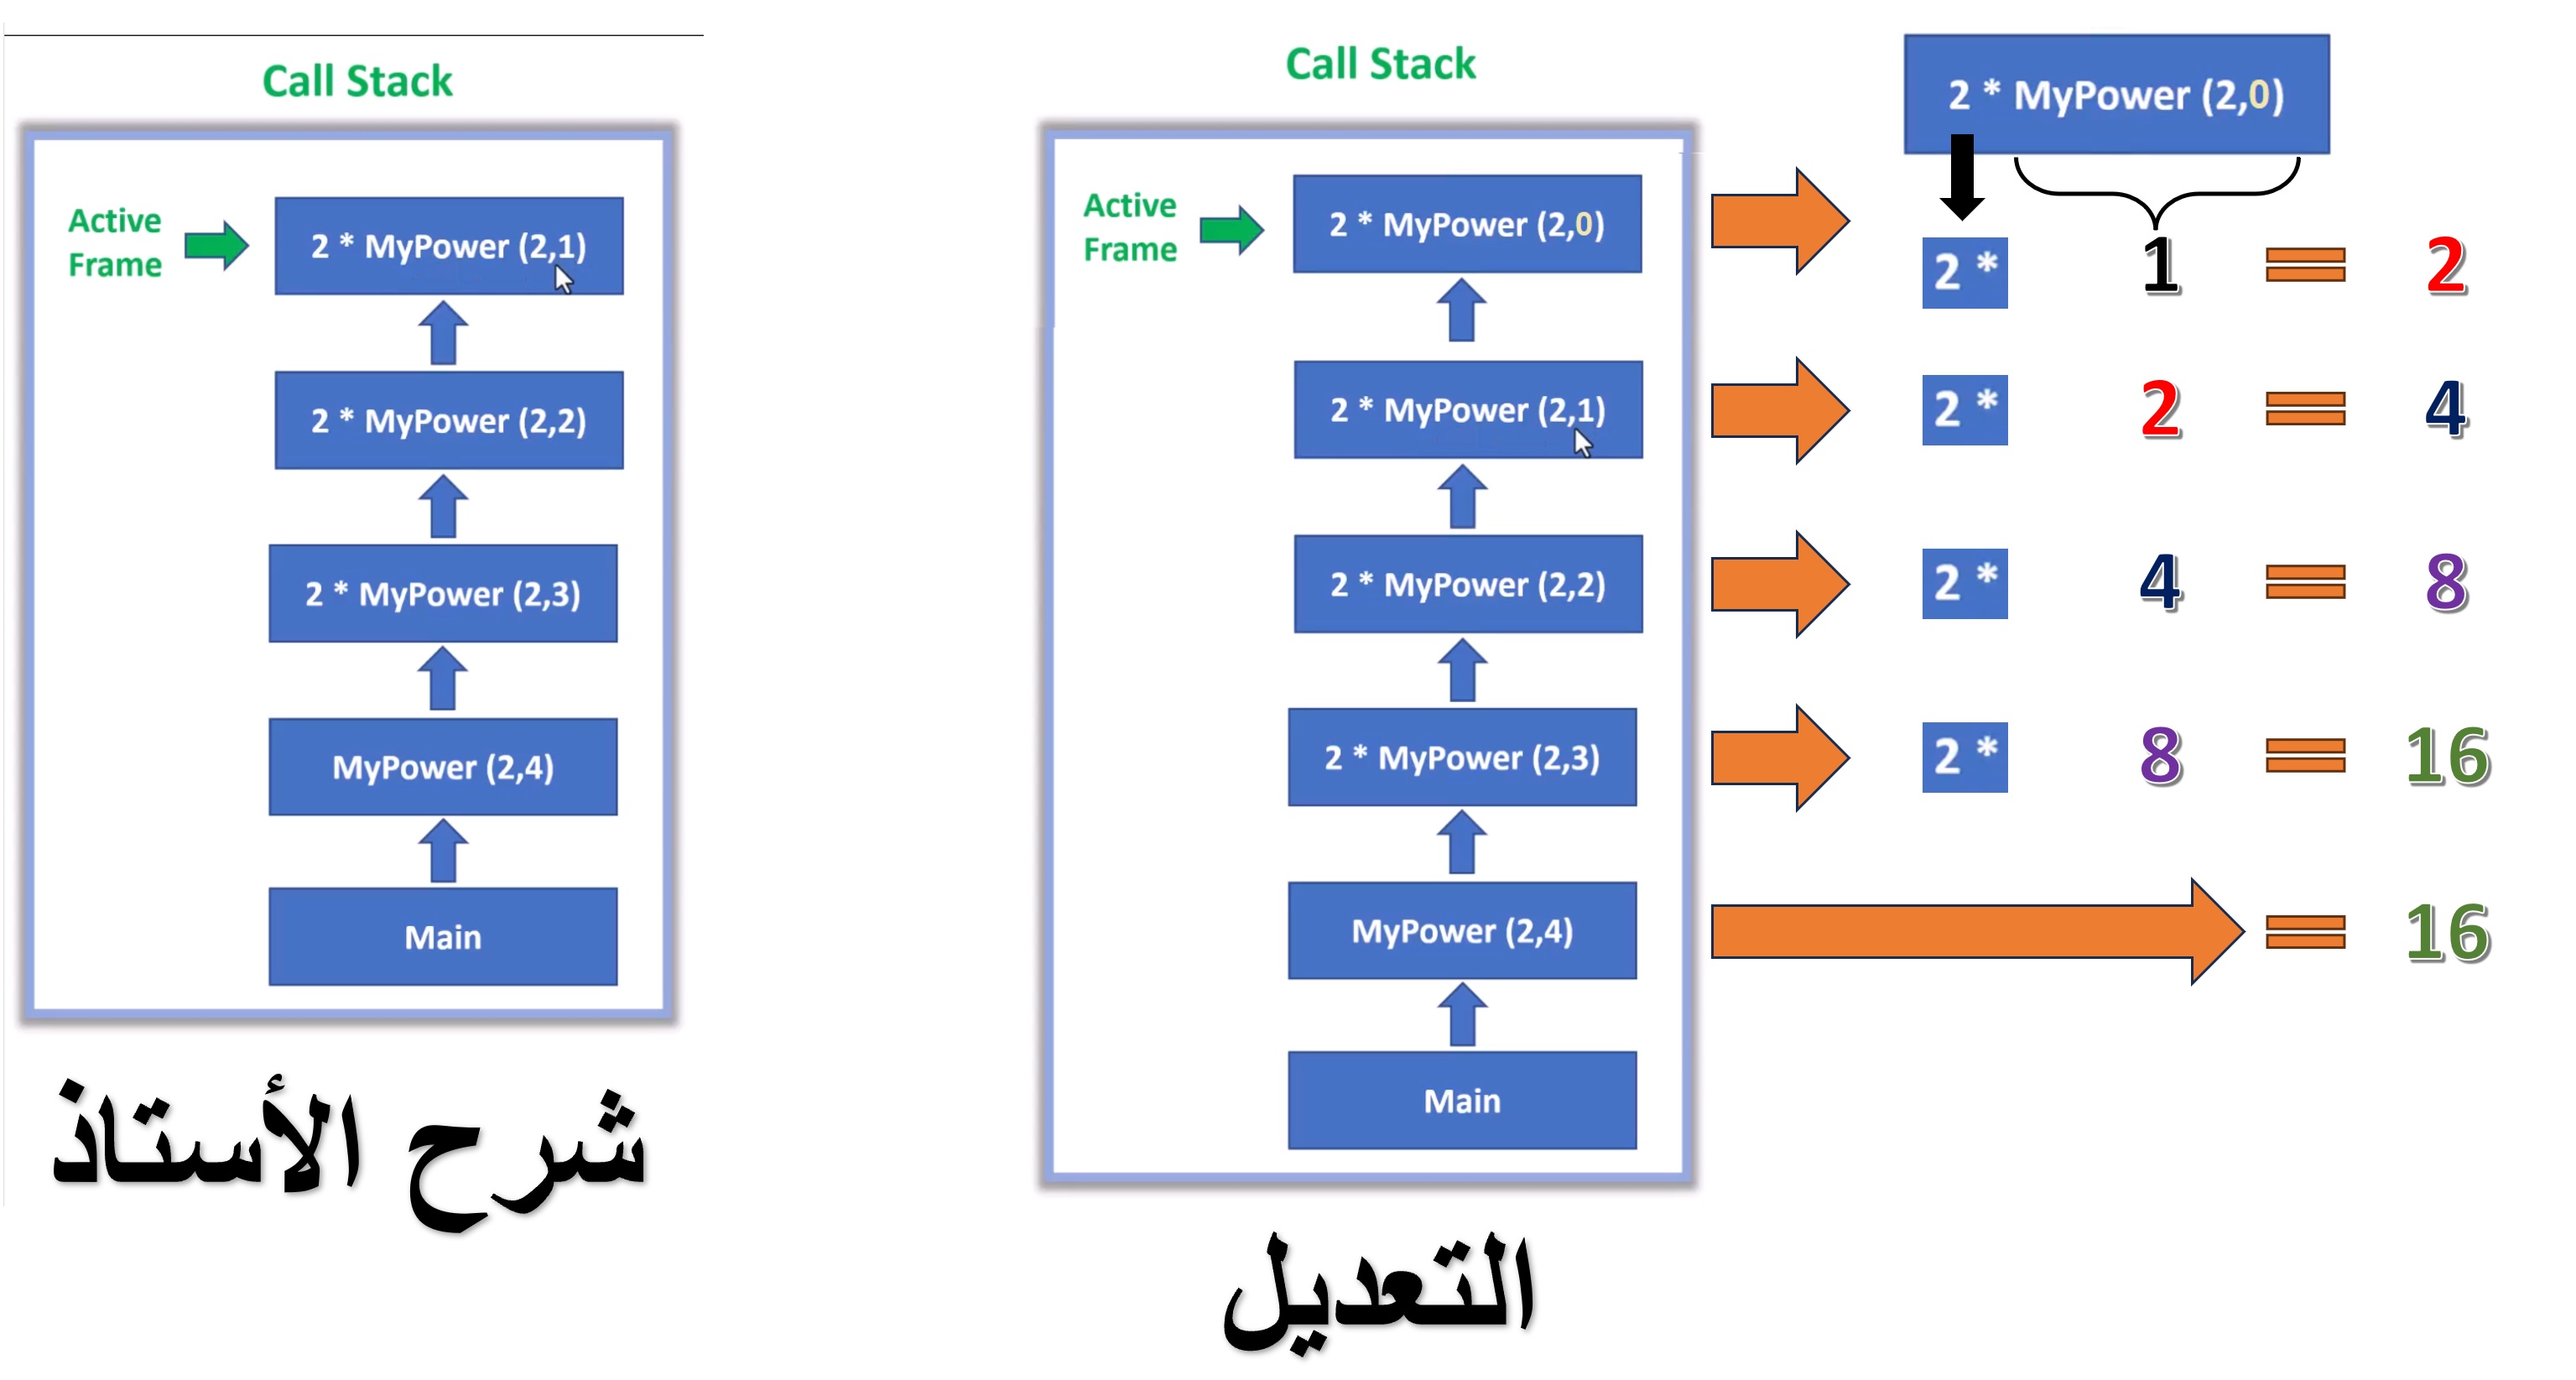 Call Stack
Active
Frame
2 * MyPower (2,1)
2 * MyPower (2,2)
2 * MyPower (2,3)
MyPower (2,4)
Main
شرح الأستاذ
Call Stack
Active
Frame
2 * MyPower (2,0)
2 * MyPower (2,1)
2 * MyPower (2,2)
2 * MyPower (2,3)
MyPower (2,4)
Main
التعديل
2 * MyPower (2,0)
2 * 1 = 2
2 * 2 = 4
2 * 4 = 8
2 * 8 = 16
= 16